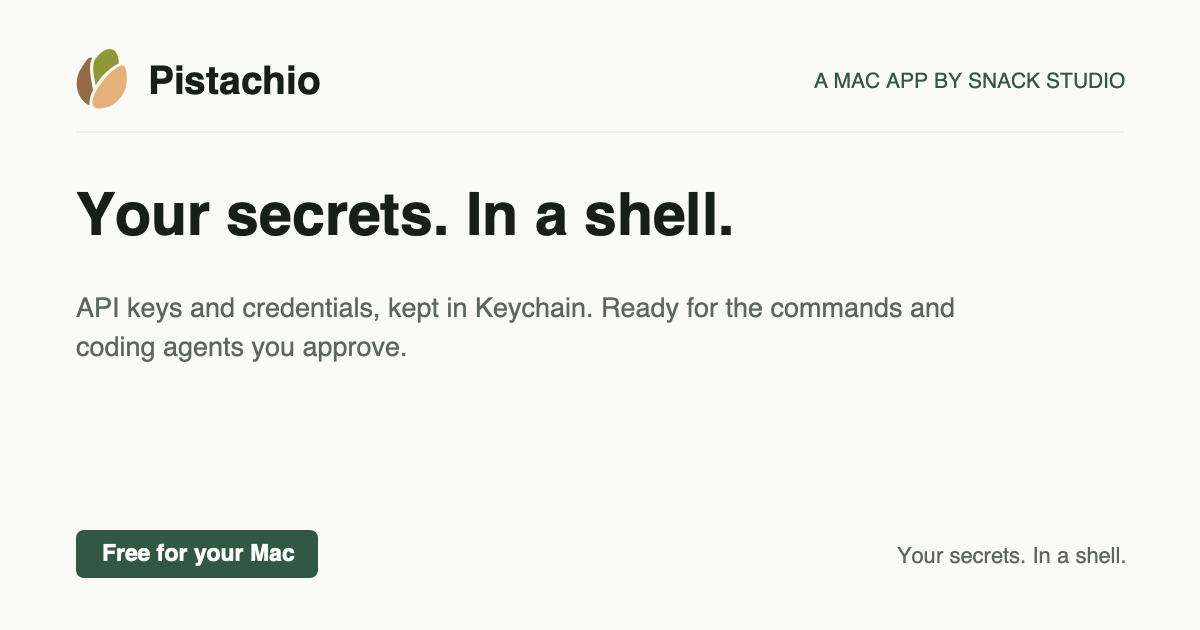 Pistachio
A MAC APP BY SNACK STUDIO
Your secrets. In a shell.
API keys and credentials, kept in Keychain. Ready for the commands and
coding agents you approve.
Free for your Mac
Your secrets. In a shell.